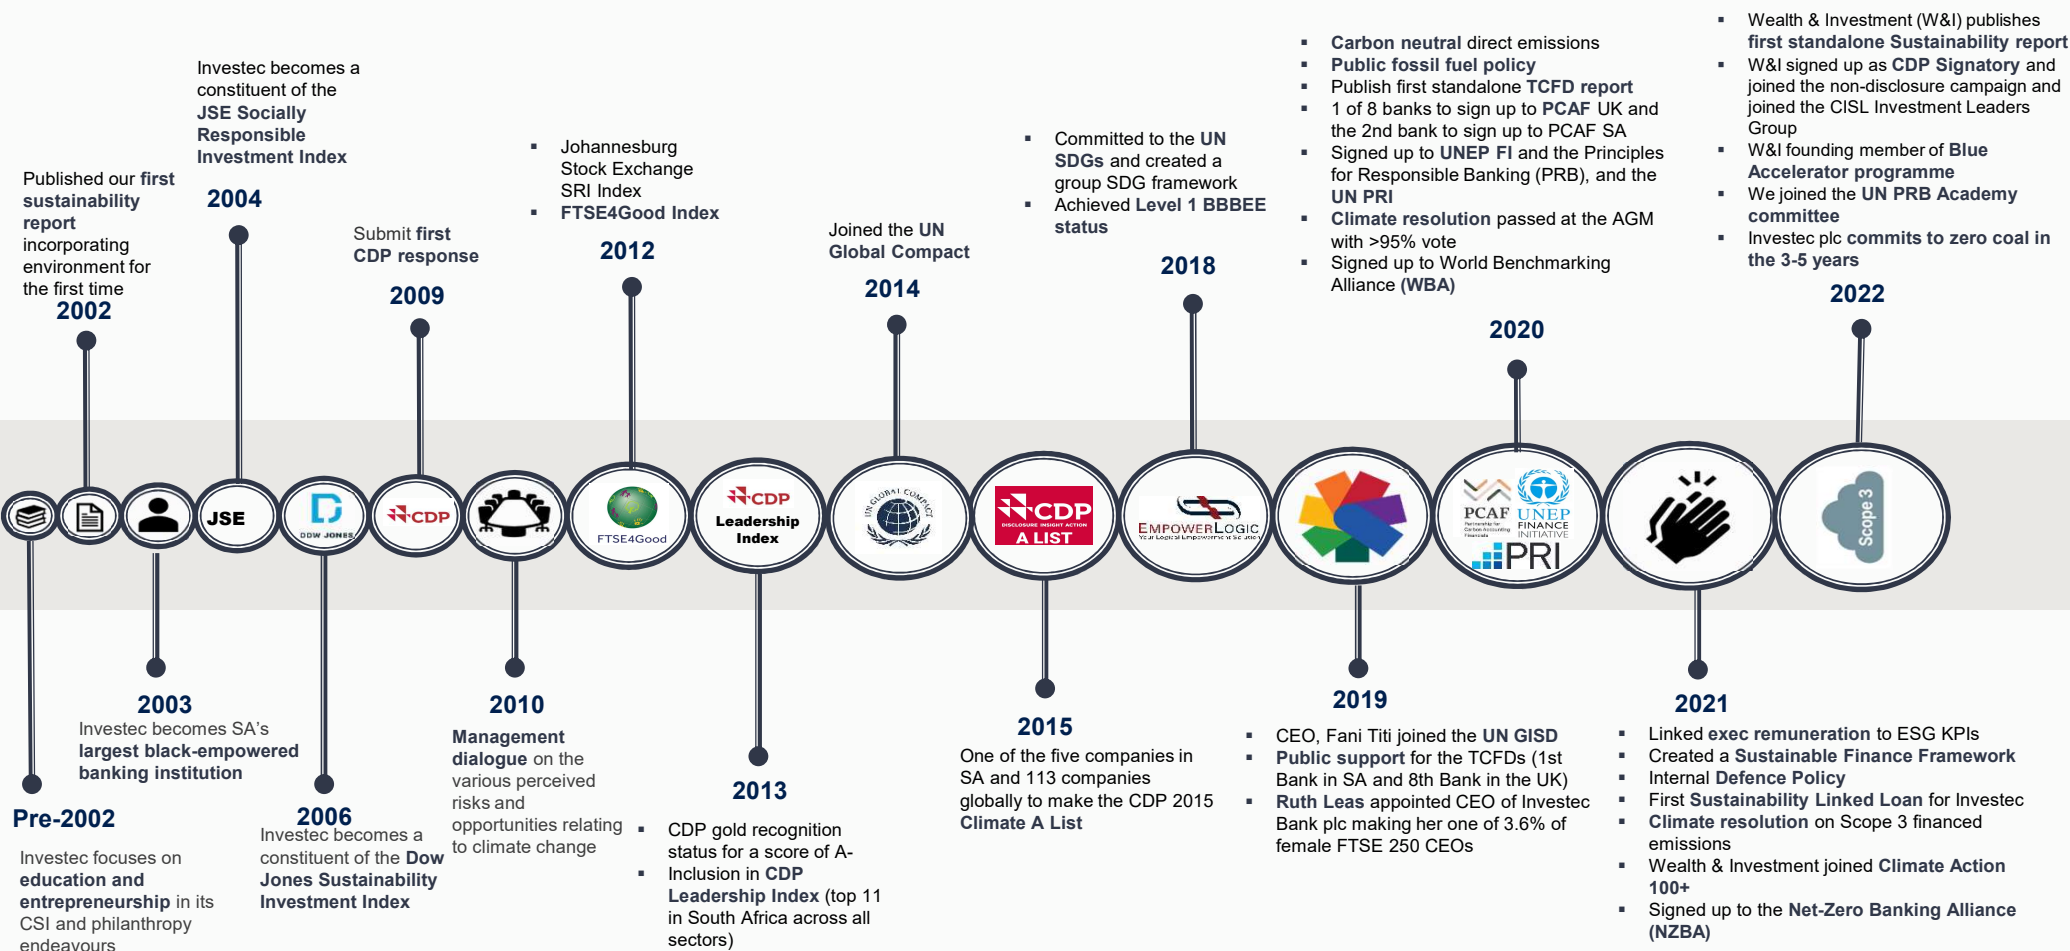 Published our first
sustainability
report
incorporating
environment for
the first time
2002
Investec becomes a
constituent of the
JSE Socially
Responsible
Investment Index
2004
Submit first
CDP response
2009
▪ Johannesburg
Stock Exchange
SRI Index
▪ FTSE4Good Index
2012
Joined the UN
Global Compact
2014
▪ Committed to the UN
SDGs and created a
group SDG framework
▪ Achieved Level 1 BBBEE
status
2018
▪ Carbon neutral direct emissions
▪ Public fossil fuel policy
▪ Publish first standalone TCFD report
▪ 1 of 8 banks to sign up to PCAF UK and
the 2nd bank to sign up to PCAF SA
▪ Signed up to UNEP FI and the Principles
for Responsible Banking (PRB), and the
UN PRI
▪ Climate resolution passed at the AGM
with >95% vote
▪ Signed up to World Benchmarking
Alliance (WBA)
2020
▪ Wealth & Investment (W&I) publishes
first standalone Sustainability report
▪ W&I signed up as CDP Signatory and
joined the non-disclosure campaign and
joined the CISL Investment Leaders
Group
▪ W&I founding member of Blue
Accelerator programme
▪ We joined the UN PRB Academy
committee
▪ Investec plc commits to zero coal in
the 3-5 years
2022
JSE
DOW JONES
CDP
FTSE4Good
CDP
Leadership
Index
UN GLOBAL COMPACT
CDP
DISCLOSURE INSIGHT ACTION
A LIST
EMPOWERLOGIC
Your Logical Empowerment Solution
PCAF
Partnership for
Carbon Accounting
Financials
UNEP
FINANCE
INITIATIVE
PRI
Scope 3
Pre-2002
Investec focuses on
education and
entrepreneurship in its
CSI and philanthropy
endeavours
2003
Investec becomes SA's
largest black-empowered
banking institution
2006
Investec becomes a
constituent of the Dow
Jones Sustainability
Investment Index
2010
Management
dialogue on the
various perceived
risks and
opportunities relating
to climate change
2013
▪ CDP gold recognition
status for a score of A-
▪ Inclusion in CDP
Leadership Index (top 11
in South Africa across all
sectors)
2015
One of the five companies in
SA and 113 companies
globally to make the CDP 2015
Climate A List
2019
▪ CEO, Fani Titi joined the UN GISD
▪ Public support for the TCFDs (1st
Bank in SA and 8th Bank in the UK)
▪ Ruth Leas appointed CEO of Investec
Bank plc making her one of 3.6% of
female FTSE 250 CEOs
2021
▪ Linked exec remuneration to ESG KPIs
▪ Created a Sustainable Finance Framework
▪ Internal Defence Policy
▪ First Sustainability Linked Loan for Investec
▪ Climate resolution on Scope 3 financed
emissions
▪ Wealth & Investment joined Climate Action
100+
▪ Signed up to the Net-Zero Banking Alliance
(NZBA)